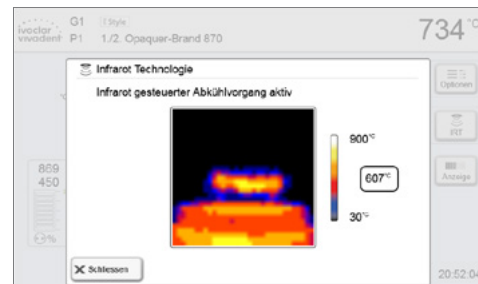 ivoclar
vivadent
G1
P1
IStyle
1./2. Opaquer-Brand 870
734 °C
Infrarot Technologie
Infrarot gesteuerter Abkühlvorgang aktiv
900°C
607°C
30°C
Optionen
IRT
Anzeige
869
450
Schliessen
20:52:04